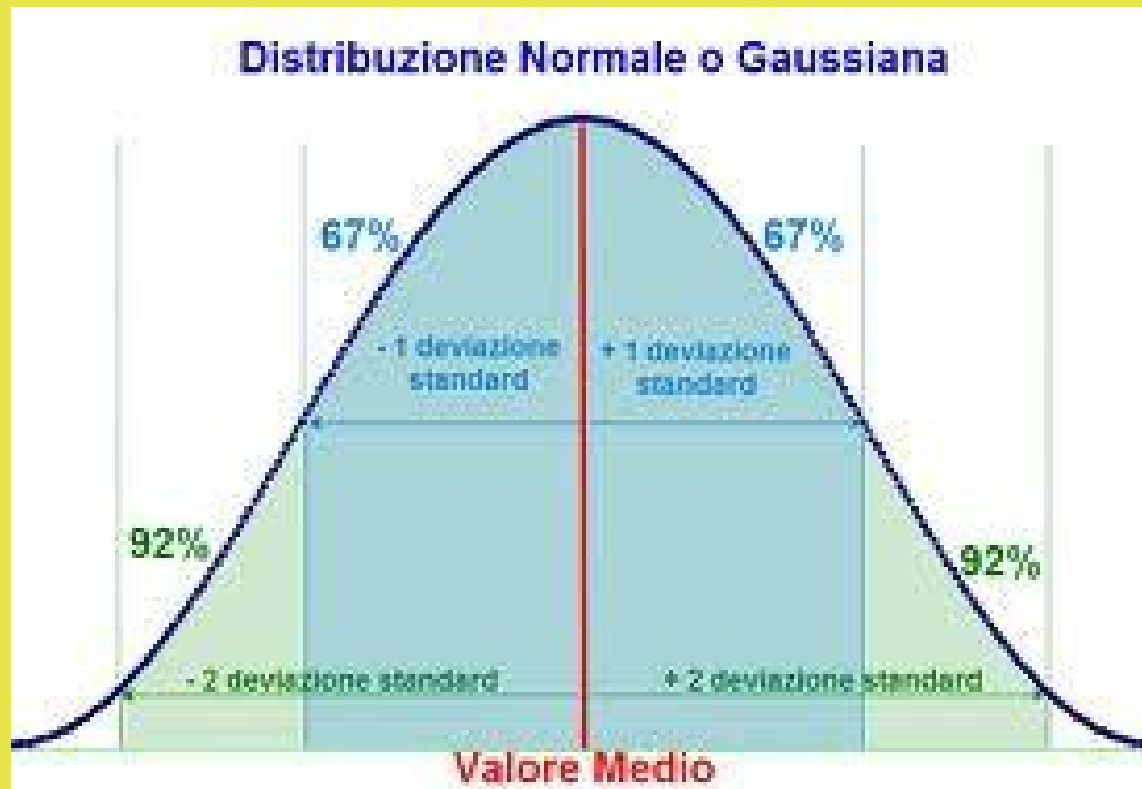 Distribuzione Normale o Gaussiana
67% 67%
- 1 deviazione + 1 deviazione
standard standard
92% 92%
- 2 deviazione standard + 2 deviazione standard
Valore Medio